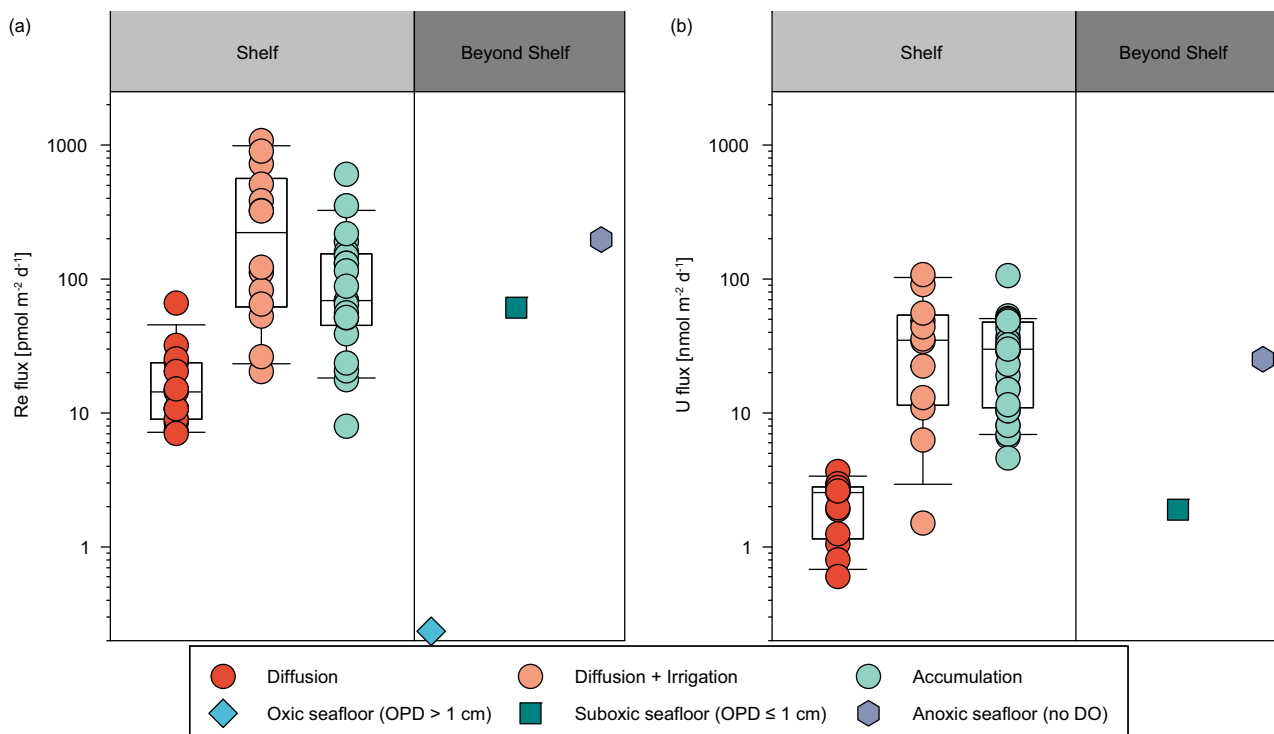 (a)
Shelf
Beyond Shelf
1000
100
10
1
Re flux [pmol m⁻² d⁻¹]
(b)
Shelf
Beyond Shelf
1000
100
10
1
U flux [nmol m⁻² d⁻¹]
Diffusion
Diffusion + Irrigation
Accumulation
Oxic seafloor (OPD > 1 cm)
Suboxic seafloor (OPD ≤ 1 cm)
Anoxic seafloor (no DO)